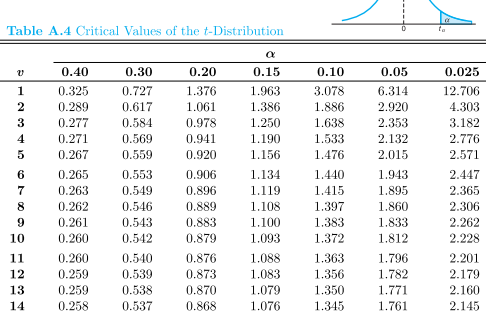 α
0 tα
Table A.4 Critical Values of the t-Distribution
α
v 0.40 0.30 0.20 0.15 0.10 0.05 0.025
1 0.325 0.727 1.376 1.963 3.078 6.314 12.706
2 0.289 0.617 1.061 1.386 1.886 2.920 4.303
3 0.277 0.584 0.978 1.250 1.638 2.353 3.182
4 0.271 0.569 0.941 1.190 1.533 2.132 2.776
5 0.267 0.559 0.920 1.156 1.476 2.015 2.571
6 0.265 0.553 0.906 1.134 1.440 1.943 2.447
7 0.263 0.549 0.896 1.119 1.415 1.895 2.365
8 0.262 0.546 0.889 1.108 1.397 1.860 2.306
9 0.261 0.543 0.883 1.100 1.383 1.833 2.262
10 0.260 0.542 0.879 1.093 1.372 1.812 2.228
11 0.260 0.540 0.876 1.088 1.363 1.796 2.201
12 0.259 0.539 0.873 1.083 1.356 1.782 2.179
13 0.259 0.538 0.870 1.079 1.350 1.771 2.160
14 0.258 0.537 0.868 1.076 1.345 1.761 2.145